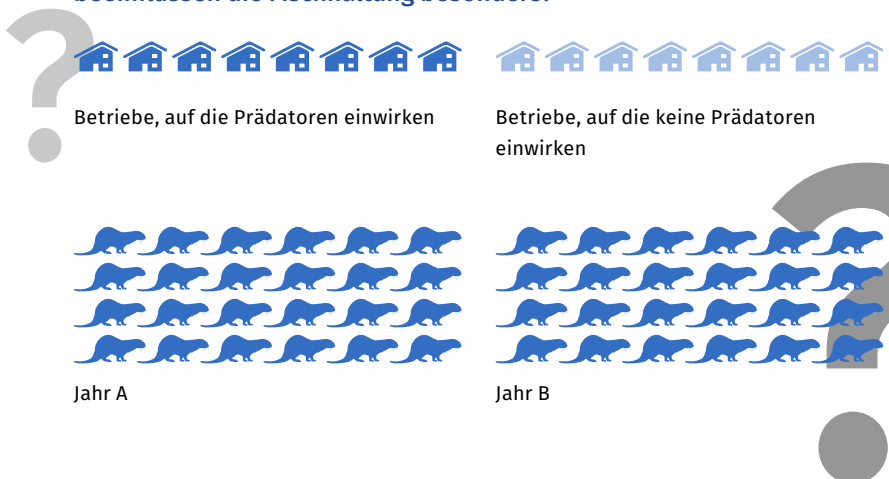 Betriebe, auf die Prädatoren einwirken
Betriebe, auf die keine Prädatoren
einwirken
Jahr A
Jahr B